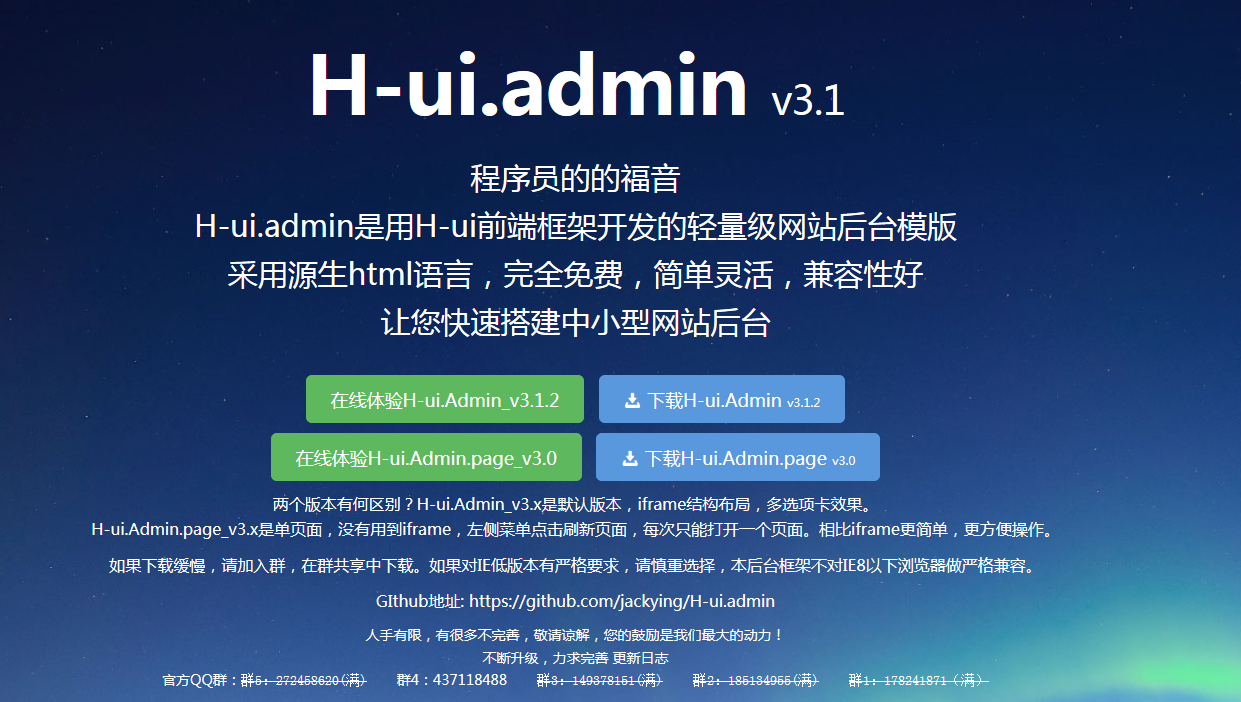 H-ui.admin v3.1
程序员的的福音
H-ui.admin是用H-ui前端框架开发的轻量级网站后台模版
采用源生html语言，完全免费，简单灵活，兼容性好
让您快速搭建中小型网站后台
在线体验H-ui.Admin_v3.1.2 下载H-ui.Admin v3.1.2
在线体验H-ui.Admin.page_v3.0 下载H-ui.Admin.page v3.0
两个版本有何区别？H-ui.Admin_v3.x是默认版本，iframe结构布局，多选项卡效果。
H-ui.Admin.page_v3.x是单页面，没有用到iframe，左侧菜单点击刷新页面，每次只能打开一个页面。相比iframe更简单，更方便操作。
如果下载缓慢，请加入群，在群共享中下载。如果对IE低版本有严格要求，请慎重选择，本后台框架不对IE8以下浏览器做严格兼容。
GIthub地址: https://github.com/jackying/H-ui.admin
人手有限，有很多不完善，敬请谅解，您的鼓励是我们最大的动力！
不断升级，力求完善 更新日志
官方QQ群：群5：272458620(满) 群4：437118488 群3：149378151(满) 群2：185134955(满) 群1：178241871（满）